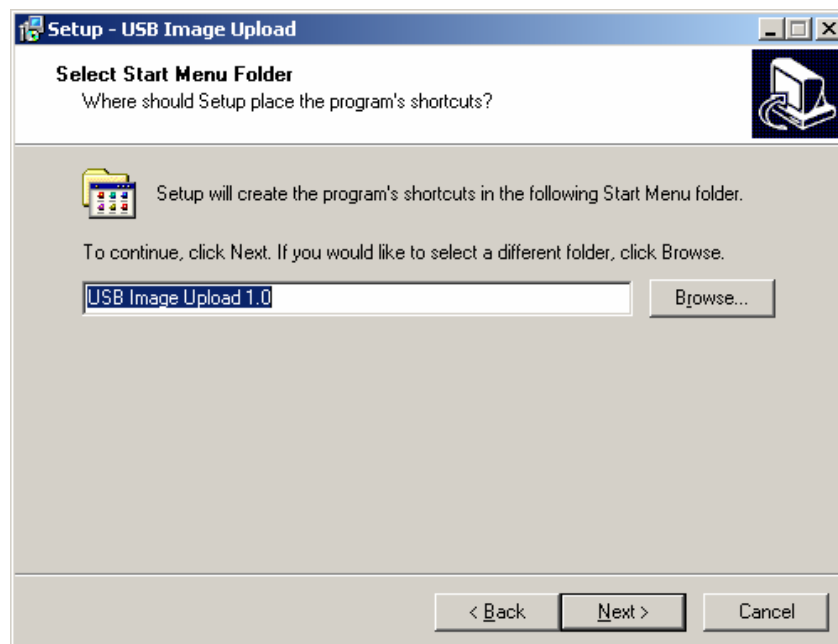 Setup - USB Image Upload
Select Start Menu Folder
Where should Setup place the program's shortcuts?
Setup will create the program's shortcuts in the following Start Menu folder.
To continue, click Next. If you would like to select a different folder, click Browse.
USB Image Upload 1.0
Browse...
< Back
Next >
Cancel